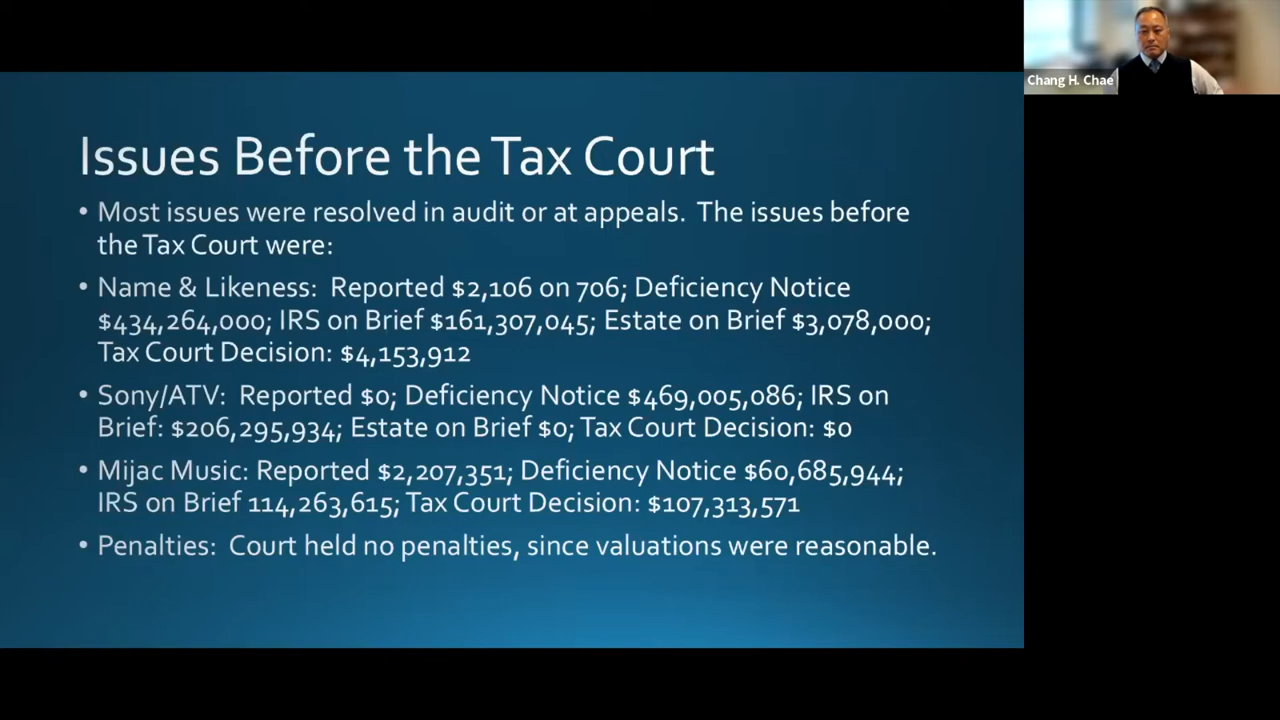 Chang H. Chae
Issues Before the Tax Court
• Most issues were resolved in audit or at appeals.  The issues before
the Tax Court were:
• Name & Likeness:  Reported $2,106 on 706; Deficiency Notice
$434,264,000; IRS on Brief $161,307,045; Estate on Brief $3,078,000;
Tax Court Decision: $4,153,912
• Sony/ATV:  Reported $0; Deficiency Notice $469,005,086; IRS on
Brief: $206,295,934; Estate on Brief $0; Tax Court Decision: $0
• Mijac Music: Reported $2,207,351; Deficiency Notice $60,685,944;
IRS on Brief 114,263,615; Tax Court Decision: $107,313,571
• Penalties:  Court held no penalties, since valuations were reasonable.